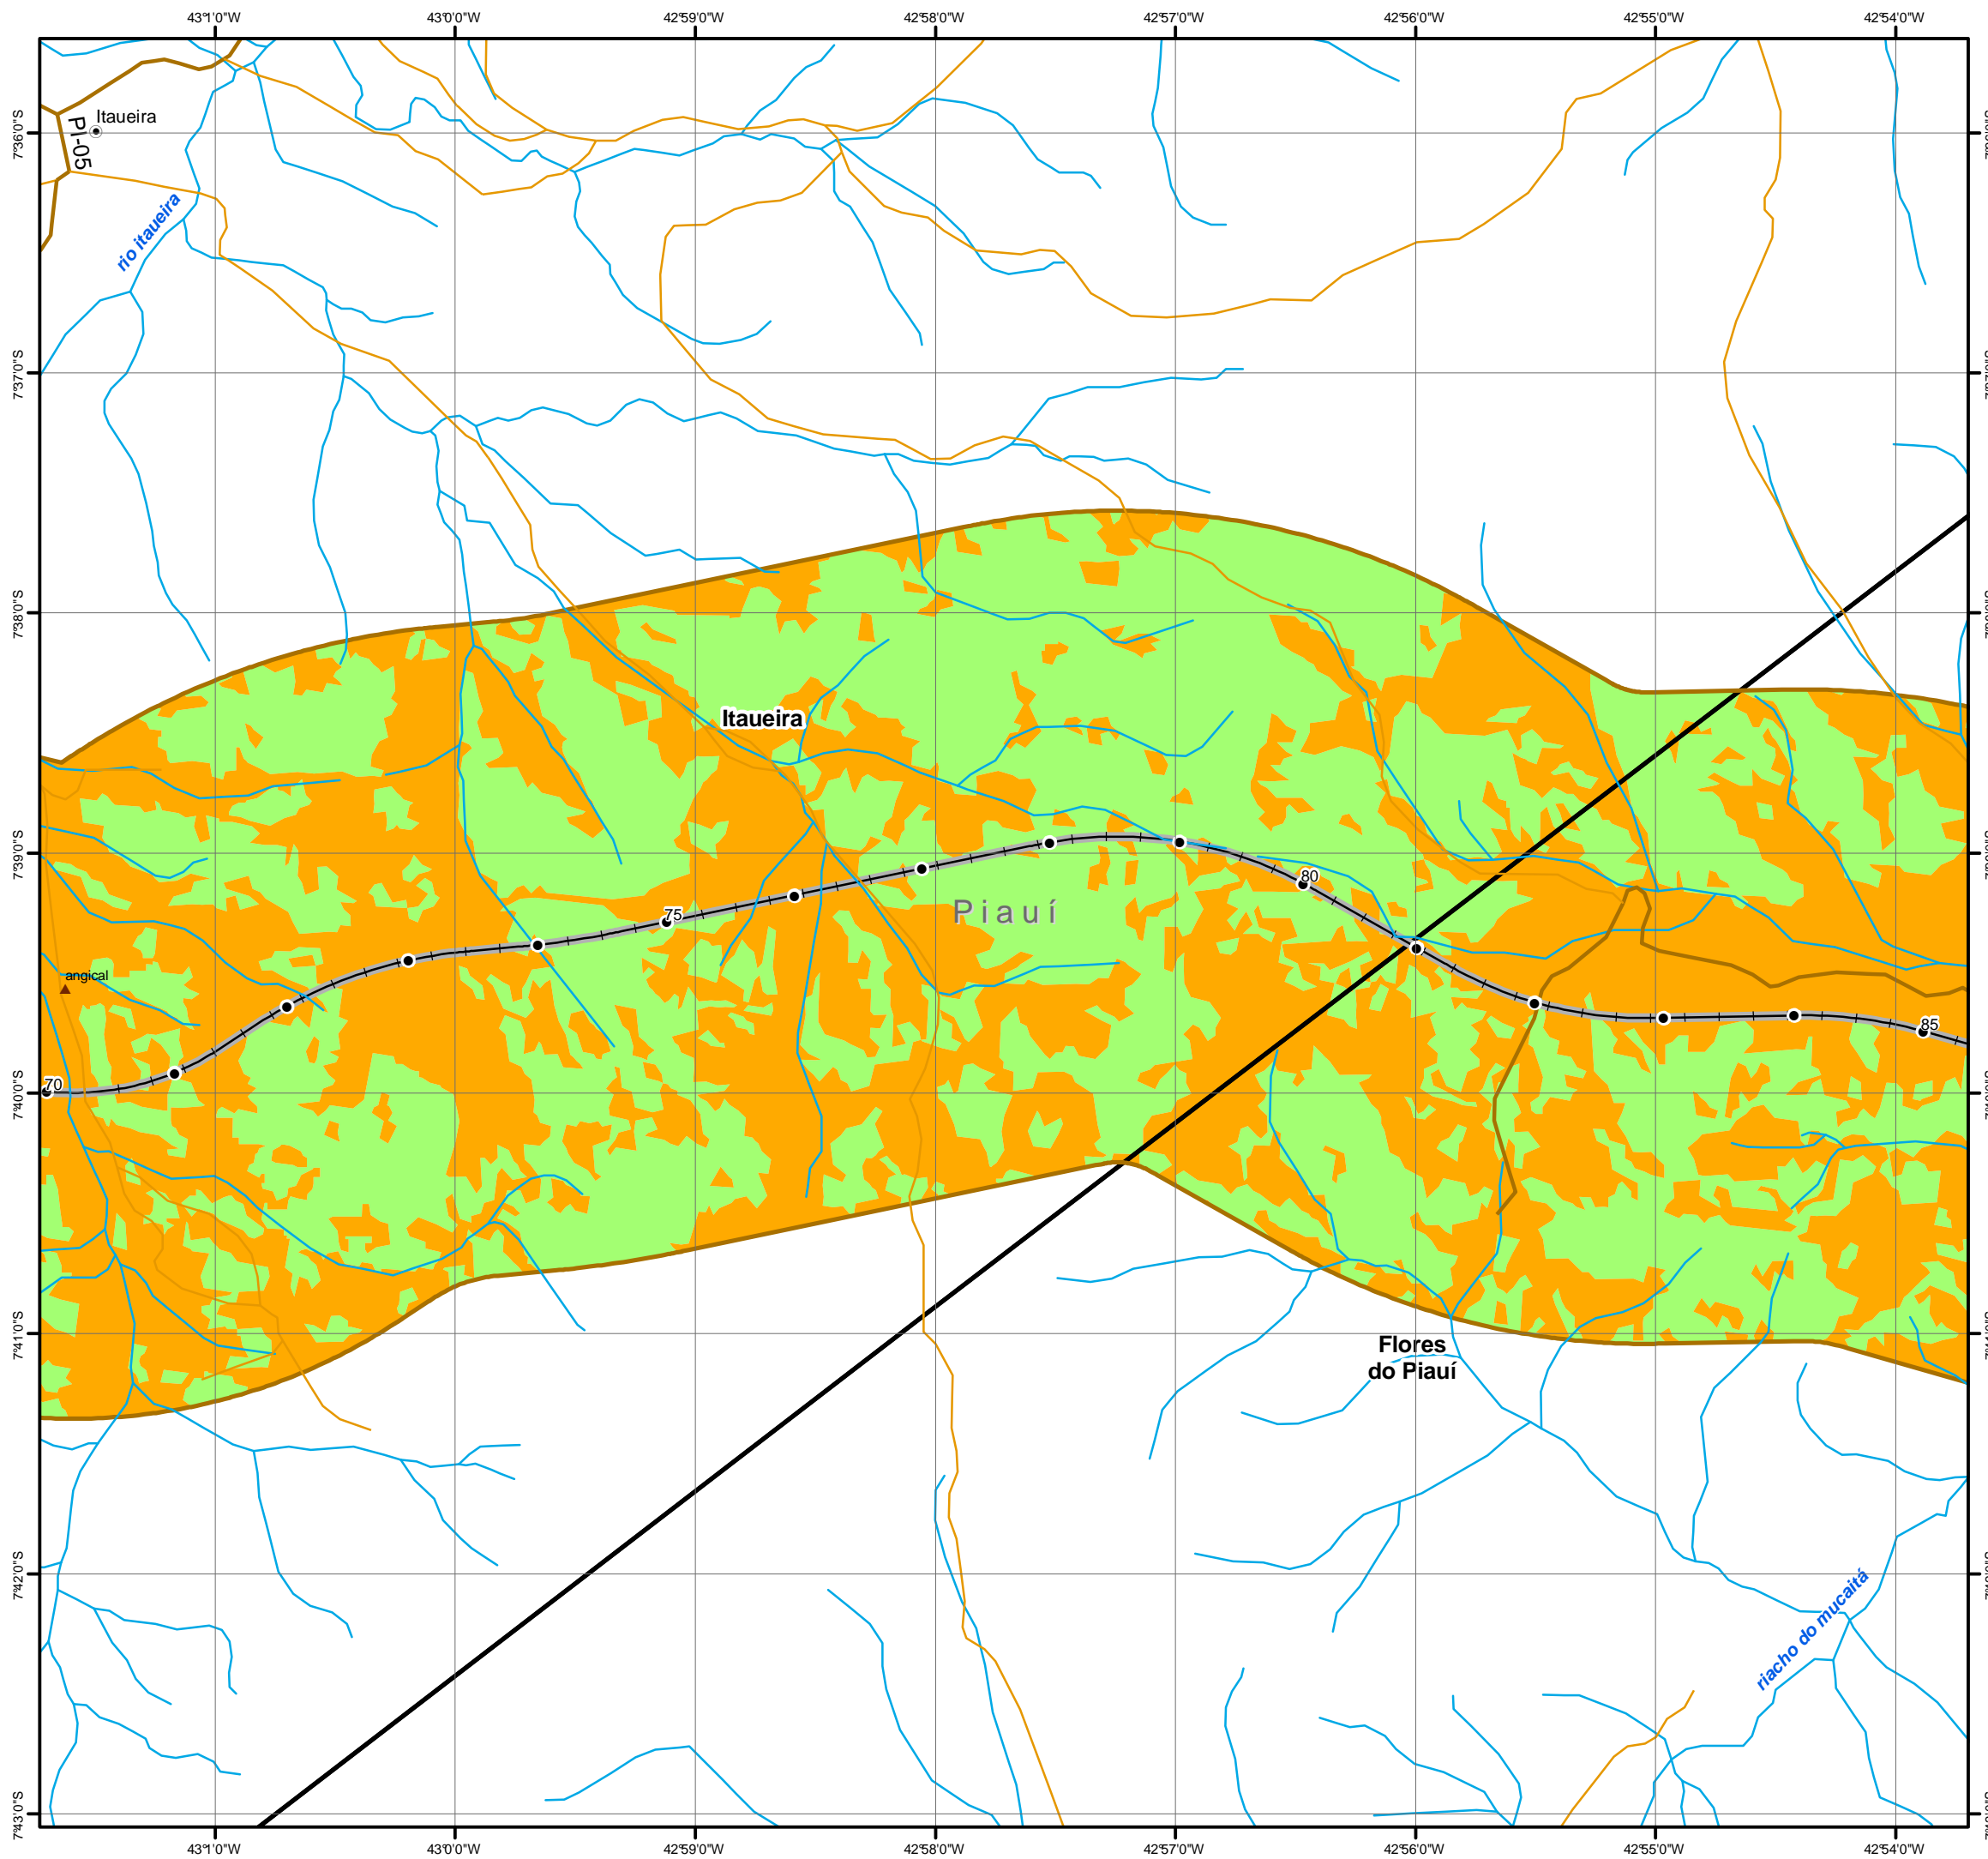 43°1'0"W 43°0'0"W 42°59'0"W 42°58'0"W 42°57'0"W 42°56'0"W 42°55'0"W 42°54'0"W
7°36'0"S
Itaueira
PI-05
rio itaueira
7°37'0"S
7°38'0"S
Itaueira
7°39'0"S
80
Piauí
75
angical
85
70
7°40'0"S
7°41'0"S
Flores
do Piauí
7°42'0"S
riacho do mucaitá
7°43'0"S
43°1'0"W 43°0'0"W 42°59'0"W 42°58'0"W 42°57'0"W 42°56'0"W 42°55'0"W 42°54'0"W